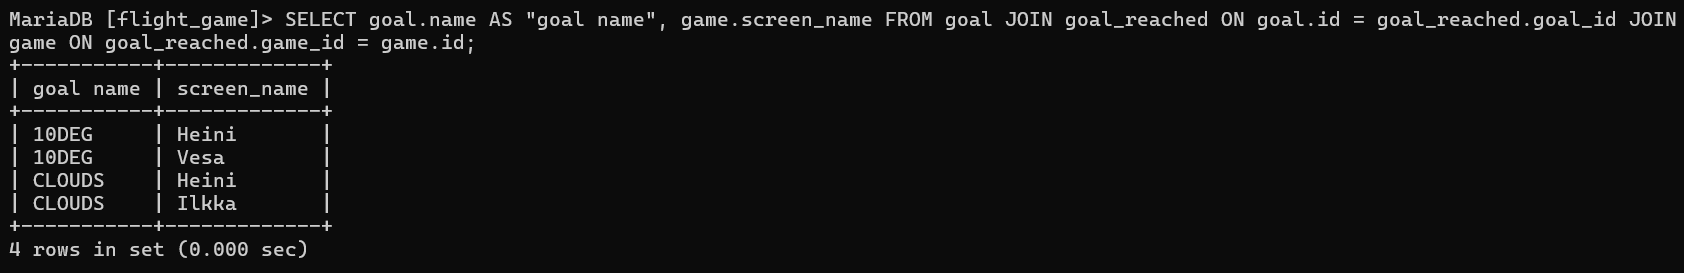 MariaDB [flight_game]> SELECT goal.name AS "goal name", game.screen_name FROM goal JOIN goal_reached ON goal.id = goal_reached.goal_id JOIN
game ON goal_reached.game_id = game.id;
+-----------+-------------+
| goal name | screen_name |
+-----------+-------------+
| 10DEG     | Heini       |
| 10DEG     | Vesa        |
| CLOUDS    | Heini       |
| CLOUDS    | Ilkka       |
+-----------+-------------+
4 rows in set (0.000 sec)